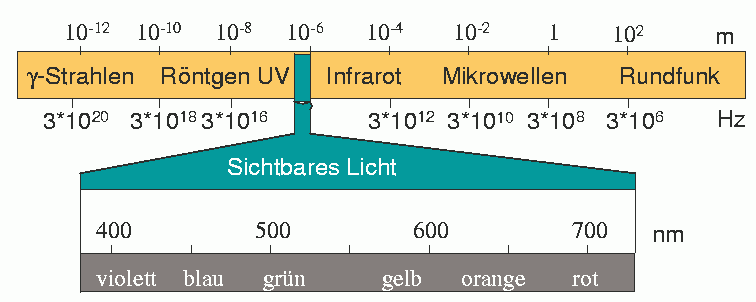 10⁻¹² 10⁻¹⁰ 10⁻⁸ 10⁻⁶ 10⁻⁴ 10⁻² 1 10² m
γ-Strahlen Röntgen UV Infrarot Mikrowellen Rundfunk
3*10²⁰ 3*10¹⁸ 3*10¹⁶ 3*10¹² 3*10¹⁰ 3*10⁸ 3*10⁶ Hz
Sichtbares Licht
400 500 600 700 nm
violett blau grün gelb orange rot